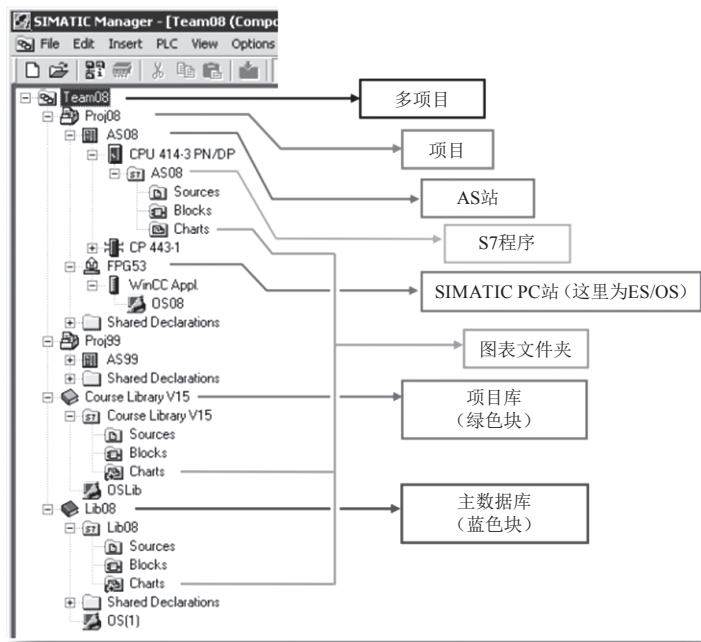 SIMATIC Manager - [Team08 (Compo
File Edit Insert PLC View Options
Team08
多项目
Proj08
项目
AS08
AS站
CPU 414-3 PN/DP
AS08
S7程序
Sources
Blocks
Charts
CP 443-1
FPG53
SIMATIC PC站（这里为ES/OS）
WinCC Appl.
OS08
Shared Declarations
Proj99
图表文件夹
AS99
Shared Declarations
Course Library V15
项目库
（绿色块）
Course Library V15
Sources
Blocks
Charts
OSLib
Lib08
主数据库
（蓝色块）
Lib08
Sources
Blocks
Charts
Shared Declarations
OS(1)